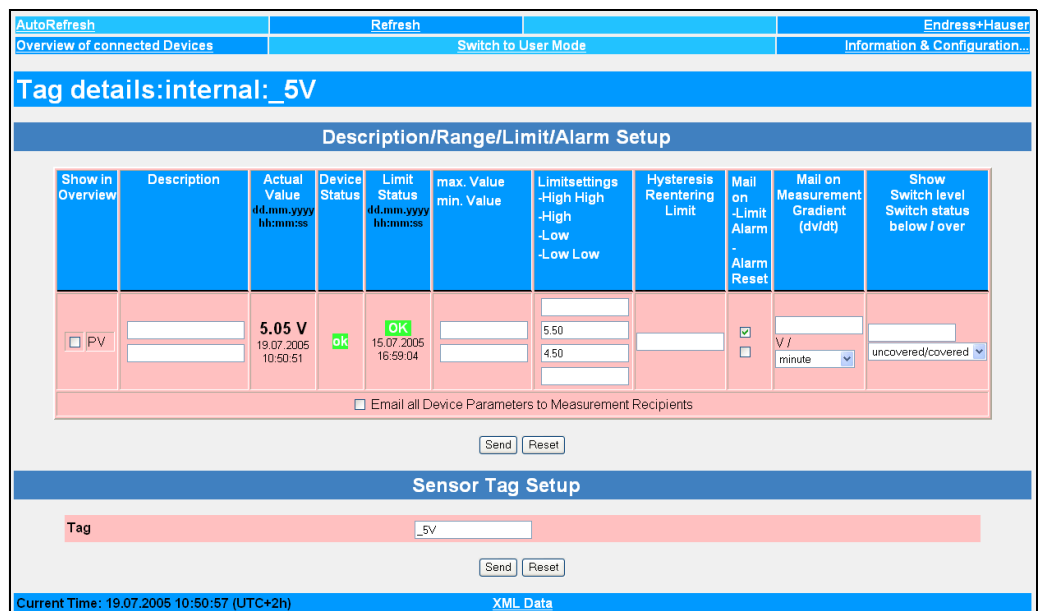 AutoRefresh Refresh Endress+Hauser
Overview of connected Devices Switch to User Mode Information & Configuration...
Tag details:internal:_5V
Description/Range/Limit/Alarm Setup
Show in Overview
Description
Actual Value dd.mm.yyyy hh:mm:ss
Device Status
Limit Status dd.mm.yyyy hh:mm:ss
max. Value min. Value
Limitsettings -High High -High -Low -Low Low
Hysteresis Reentering Limit
Mail on -Limit Alarm - Alarm Reset
Mail on Measurement Gradient (dv/dt)
Show Switch level Switch status below / over
PV
5.05 V
19.07.2005
10:50:51
ok
OK
15.07.2005
16:59:04
5.50
4.50
V /
minute
uncovered/covered
Email all Device Parameters to Measurement Recipients
Send Reset
Sensor Tag Setup
Tag _5V
Send Reset
Current Time: 19.07.2005 10:50:57 (UTC+2h) XML Data